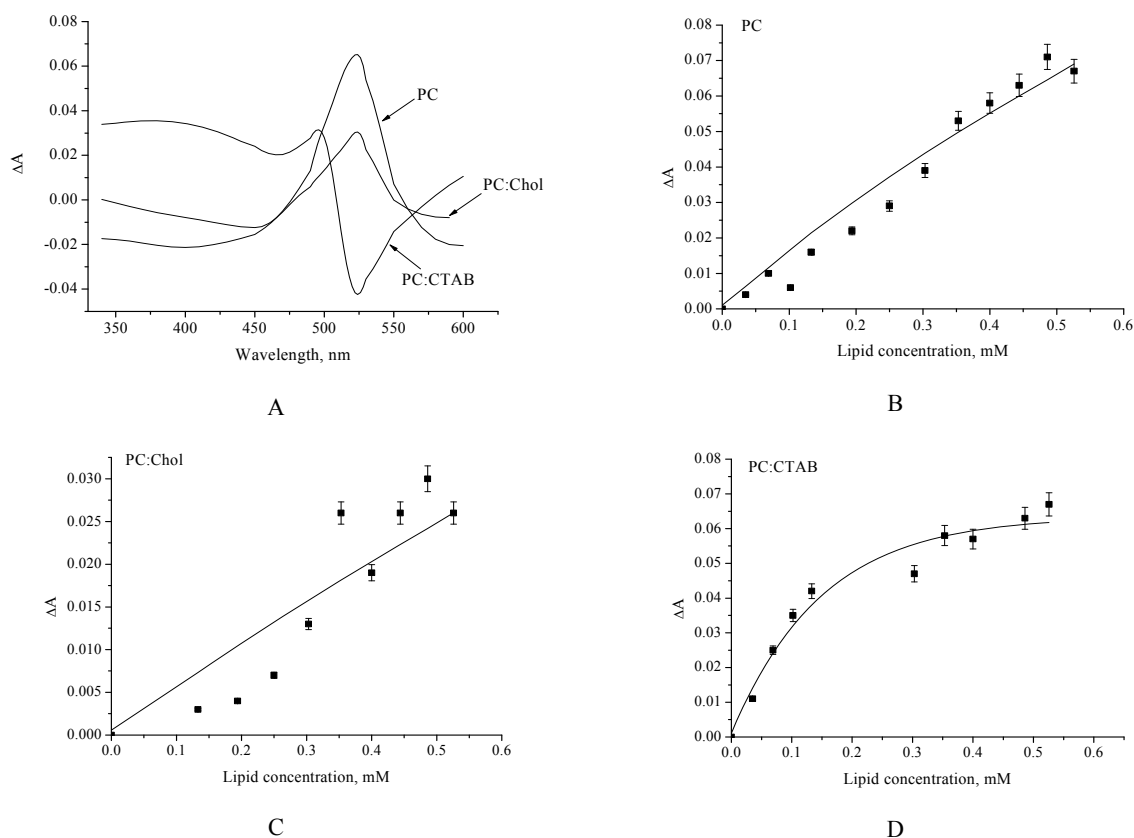 0.08
0.06
0.04
0.02
0.00
-0.02
-0.04
ΔA
350 400 450 500 550 600
Wavelength, nm
PC
PC:Chol
PC:CTAB
A
PC
0.08
0.07
0.06
0.05
0.04
0.03
0.02
0.01
0.00
ΔA
0.0 0.1 0.2 0.3 0.4 0.5 0.6
Lipid concentration, mM
B
PC:Chol
0.030
0.025
0.020
0.015
0.010
0.005
0.000
ΔA
0.0 0.1 0.2 0.3 0.4 0.5 0.6
Lipid concentration, mM
C
PC:CTAB
0.08
0.07
0.06
0.05
0.04
0.03
0.02
0.01
0.00
ΔA
0.0 0.1 0.2 0.3 0.4 0.5 0.6
Lipid concentration, mM
D